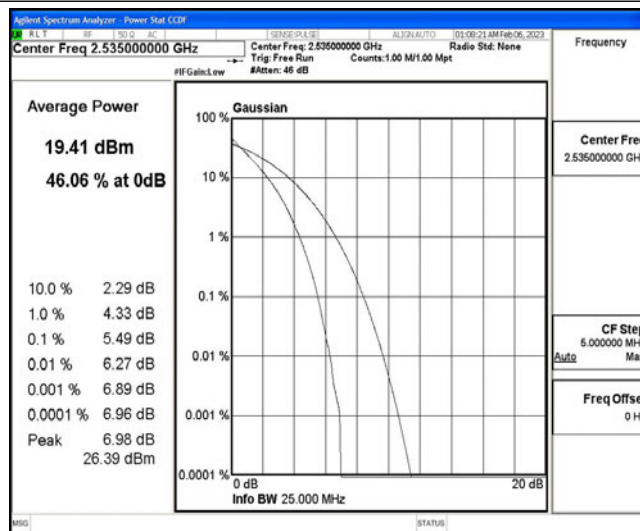 Agilent Spectrum Analyzer - Power Stat CCDF
RLT RF 50 Ω AC SENSE:PULSE ALIGN:AUTO 01:08:21 AM Feb 06, 2023
Center Freq 2.535000000 GHz
Center Freq: 2.535000000 GHz Radio Std: None
Trig: Free Run Counts:1.00 M/1.00 Mpt
#IFGain:Low #Atten: 46 dB
Frequency
Average Power
19.41 dBm
46.06 % at 0dB
10.0 % 2.29 dB
1.0 % 4.33 dB
0.1 % 5.49 dB
0.01 % 6.27 dB
0.001 % 6.89 dB
0.0001 % 6.96 dB
Peak 6.98 dB
26.39 dBm
Gaussian
100 %
10 %
1 %
0.1 %
0.01 %
0.001 %
0.0001 %
0 dB 20 dB
Info BW 25.000 MHz
Center Fre
2.535000000 GH
CF Step
5.000000 MH
Auto Ma
Freq Offse
0 H
MSG STATUS